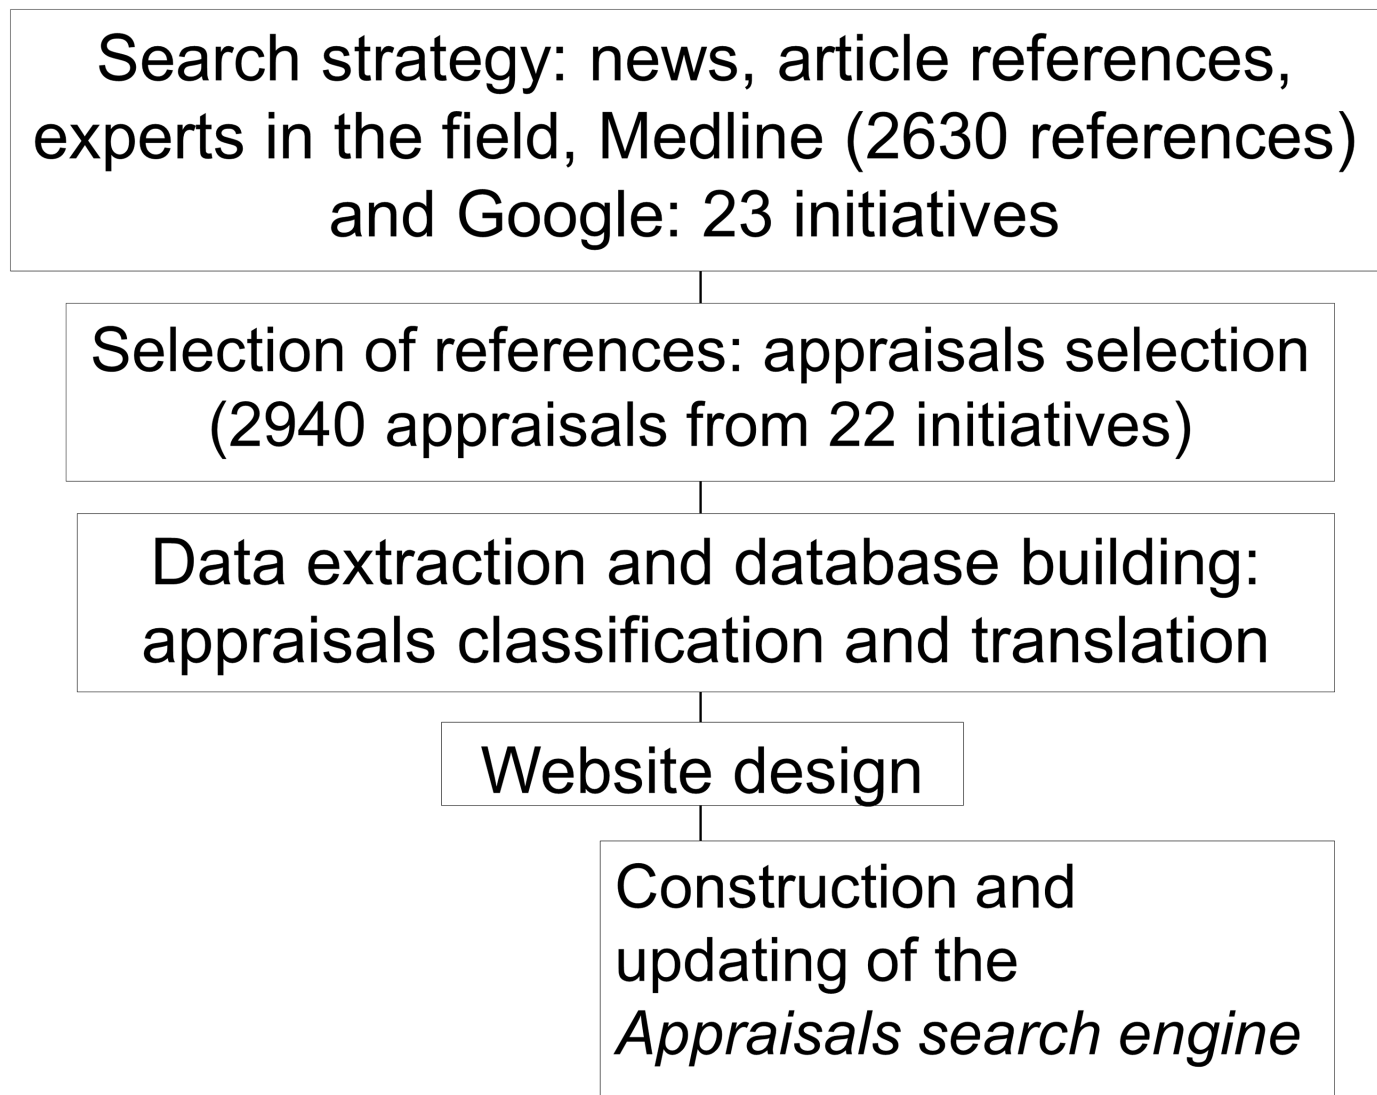 Search strategy: news, article references,
experts in the field, Medline (2630 references)
and Google: 23 initiatives
Selection of references: appraisals selection
(2940 appraisals from 22 initiatives)
Data extraction and database building:
appraisals classification and translation
Website design
Construction and
updating of the
Appraisals search engine